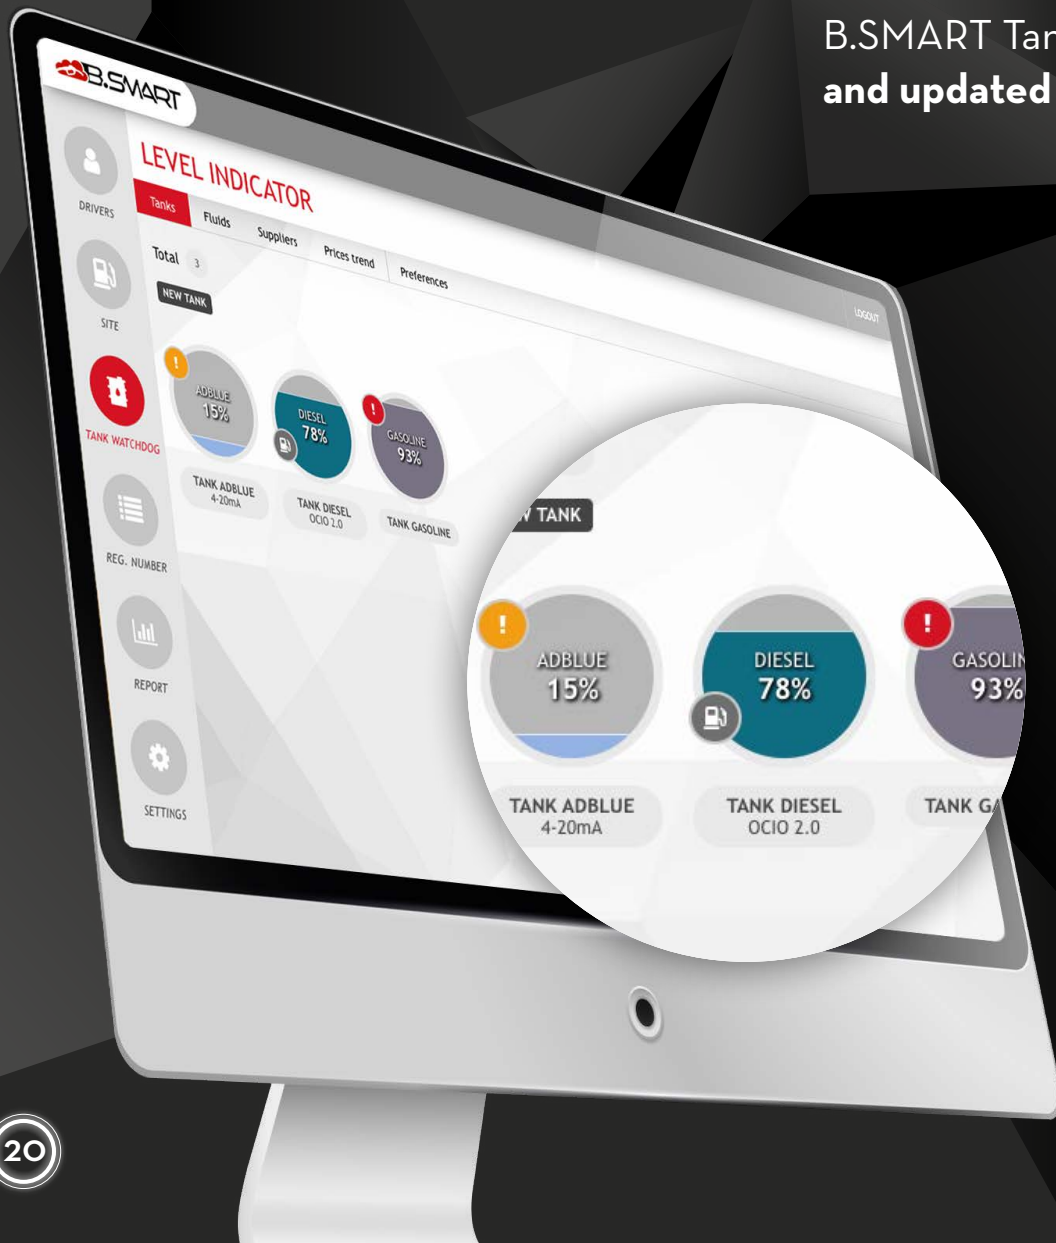 B.SMART Tan
and updated
B.SMART
LOGOUT
LEVEL INDICATOR
Tanks Fluids Suppliers Prices trend Preferences
Total 3
NEW TANK
DRIVERS
SITE
TANK WATCHDOG
REG. NUMBER
REPORT
SETTINGS
! ADBLUE
15%
DIESEL
78%
! GASOLINE
93%
TANK ADBLUE
4-20mA
TANK DIESEL
OCIO 2.0
TANK GASOLINE
W TANK
! ADBLUE
15%
DIESEL
78%
! GASOLIN
93%
TANK ADBLUE
4-20mA
TANK DIESEL
OCIO 2.0
TANK GA
20